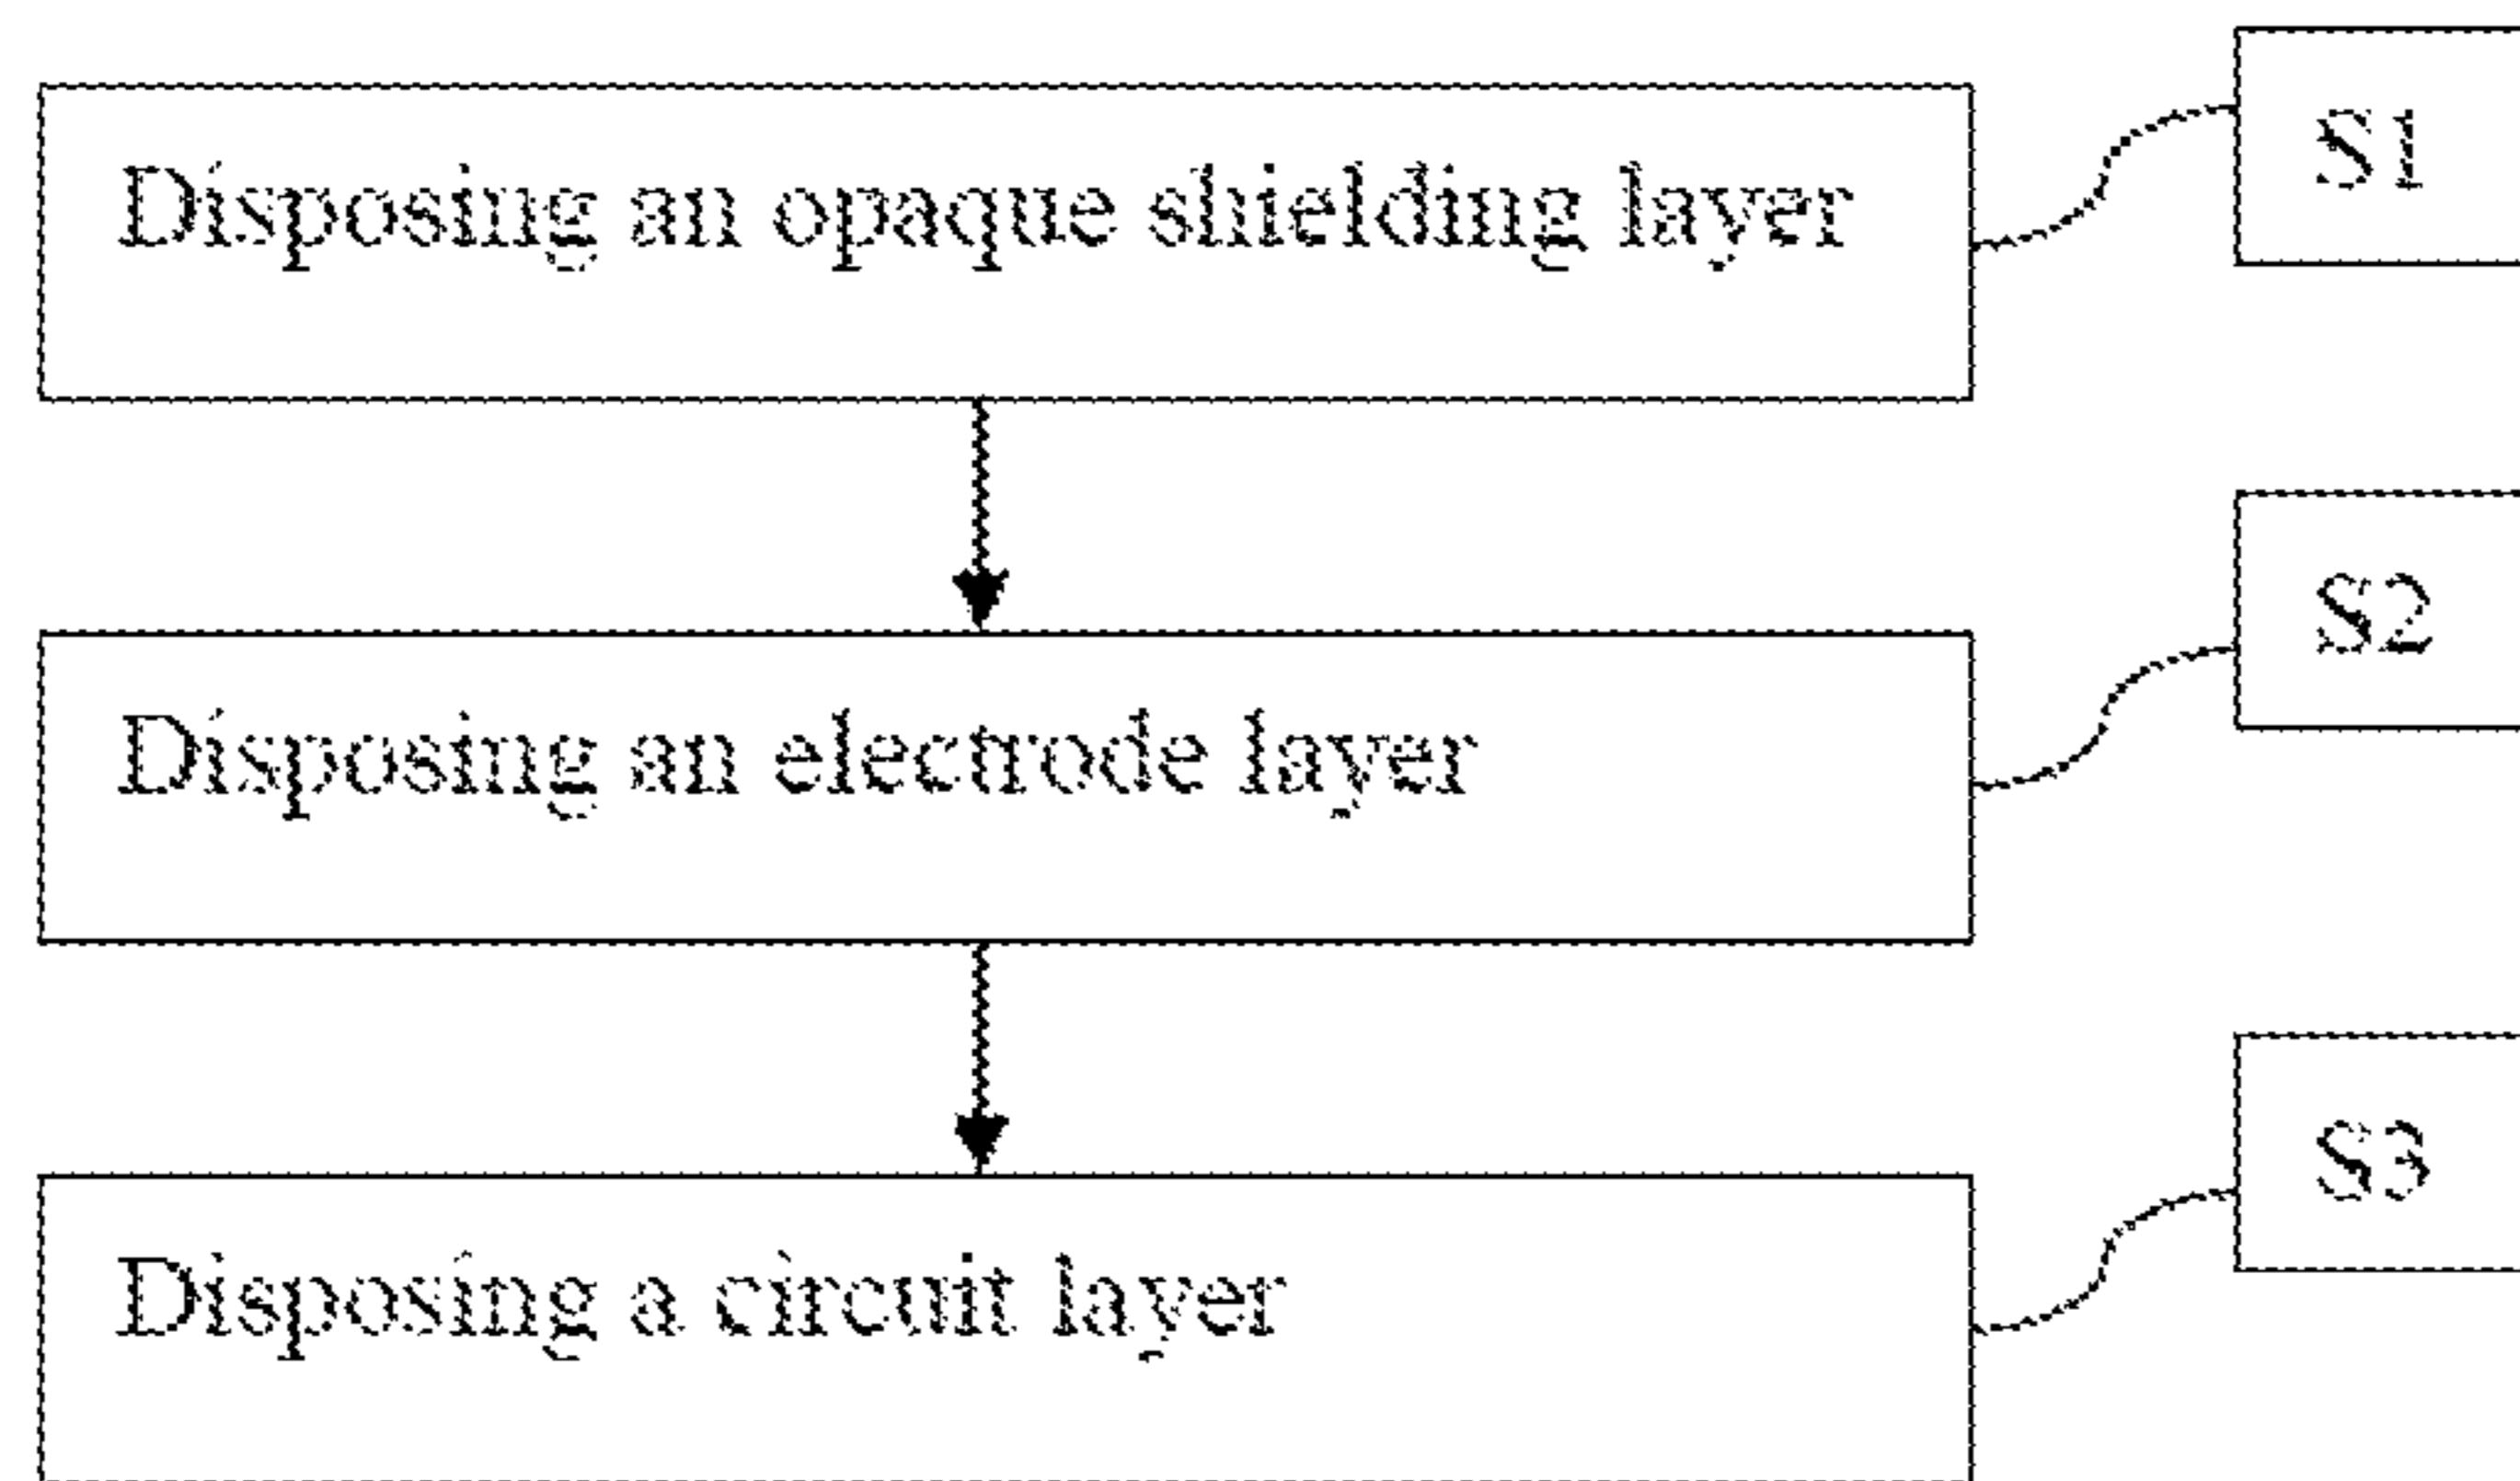 Disposing an opaque shielding layer
S1
Disposing an electrode layer
S2
Disposing a circuit layer
S3